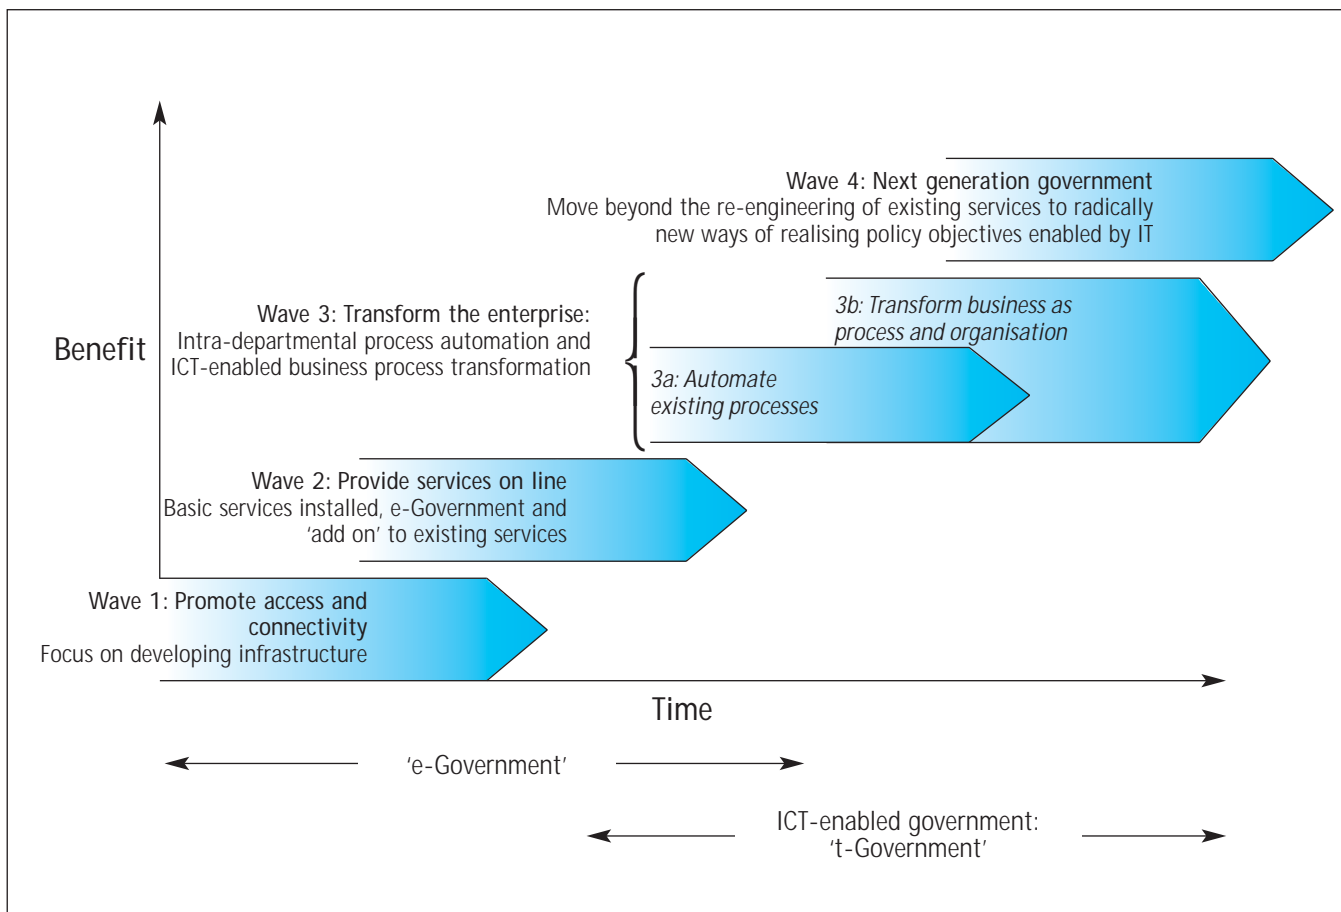 Wave 4: Next generation government
Move beyond the re-engineering of existing services to radically
new ways of realising policy objectives enabled by IT
3b: Transform business as
process and organisation
Wave 3: Transform the enterprise:
Intra-departmental process automation and
ICT-enabled business process transformation
3a: Automate
existing processes
Benefit
Wave 2: Provide services on line
Basic services installed, e-Government and
‘add on’ to existing services
Wave 1: Promote access and
connectivity
Focus on developing infrastructure
Time
‘e-Government’
ICT-enabled government:
‘t-Government’